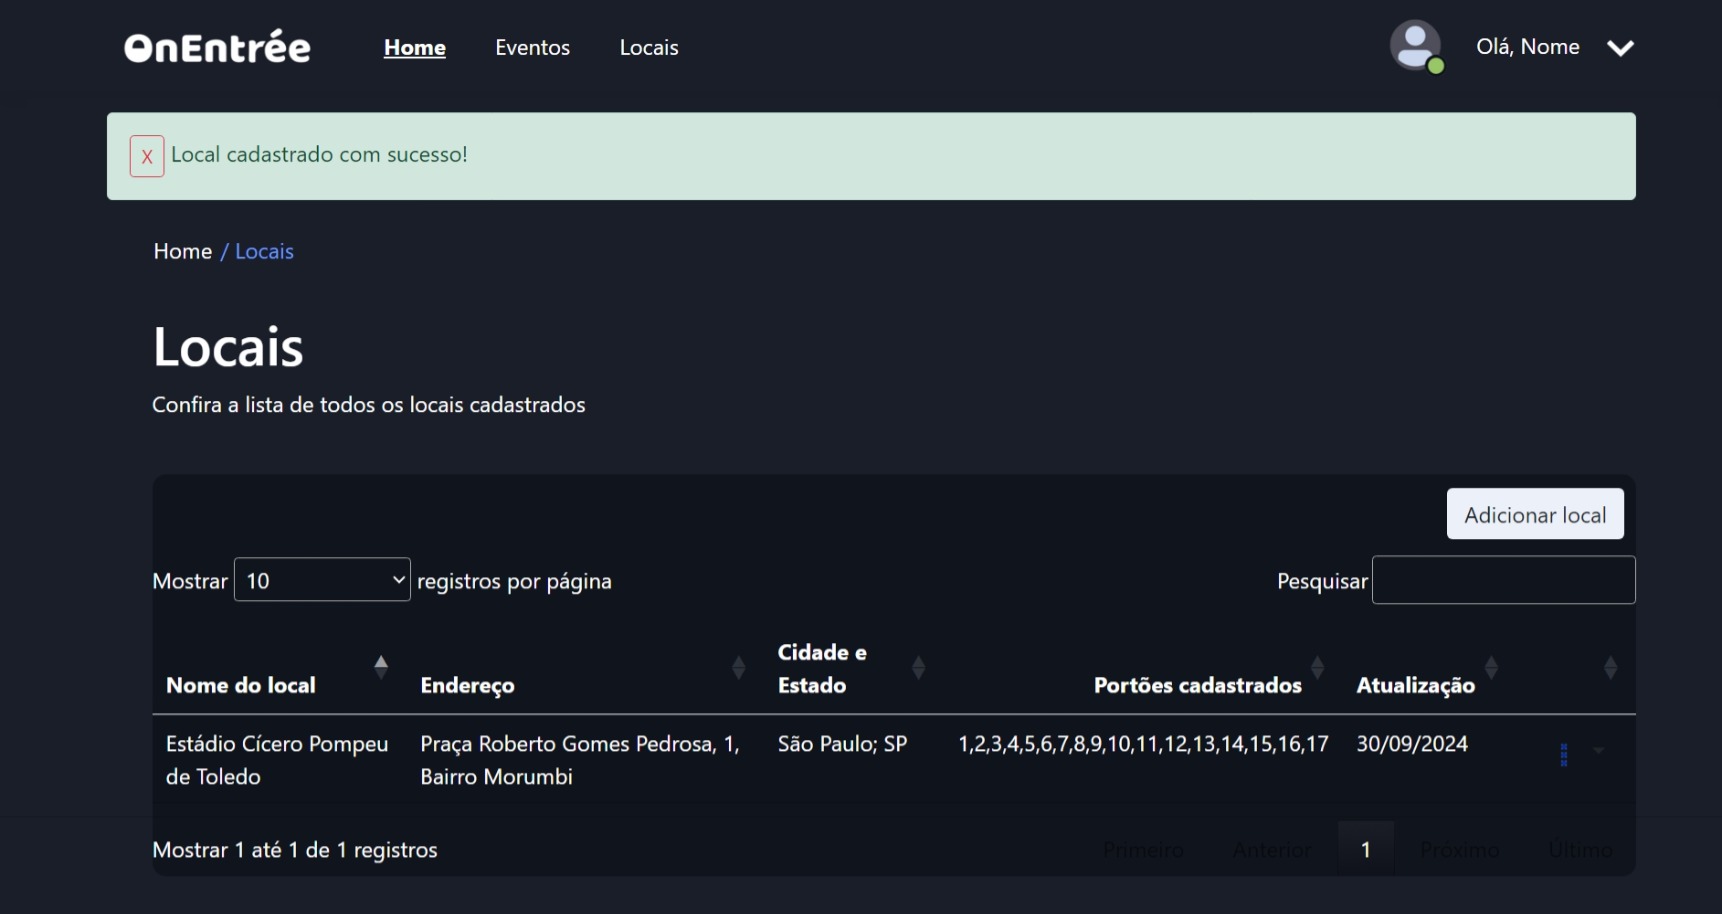 OnEntrée Home Eventos Locais Olá, Nome
X Local cadastrado com sucesso!
Home / Locais
Locais
Confira a lista de todos os locais cadastrados
Adicionar local
Mostrar 10 registros por página Pesquisar
Nome do local Endereço Cidade e Estado Portões cadastrados Atualização
Estádio Cícero Pompeu de Toledo Praça Roberto Gomes Pedrosa, 1, Bairro Morumbi São Paulo; SP 1,2,3,4,5,6,7,8,9,10,11,12,13,14,15,16,17 30/09/2024
Mostrar 1 até 1 de 1 registros Primeiro Anterior 1 Próximo Último